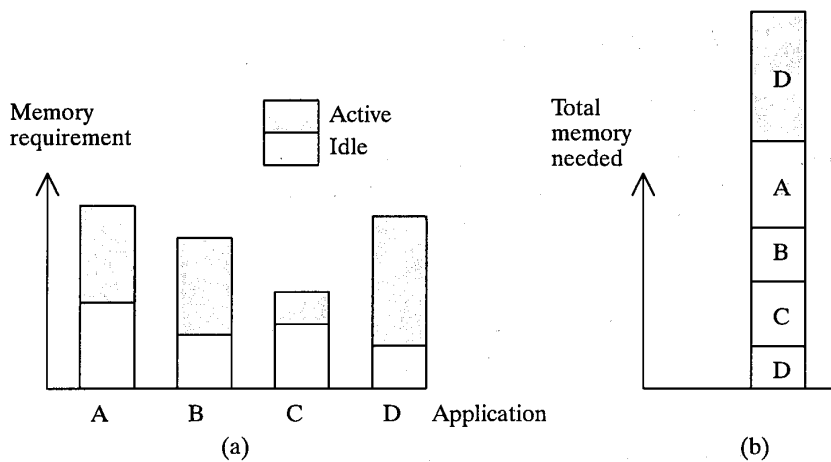 Memory
requirement
Active
Idle
A
B
C
D
Application
(a)
Total
memory
needed
D
A
B
C
D
(b)